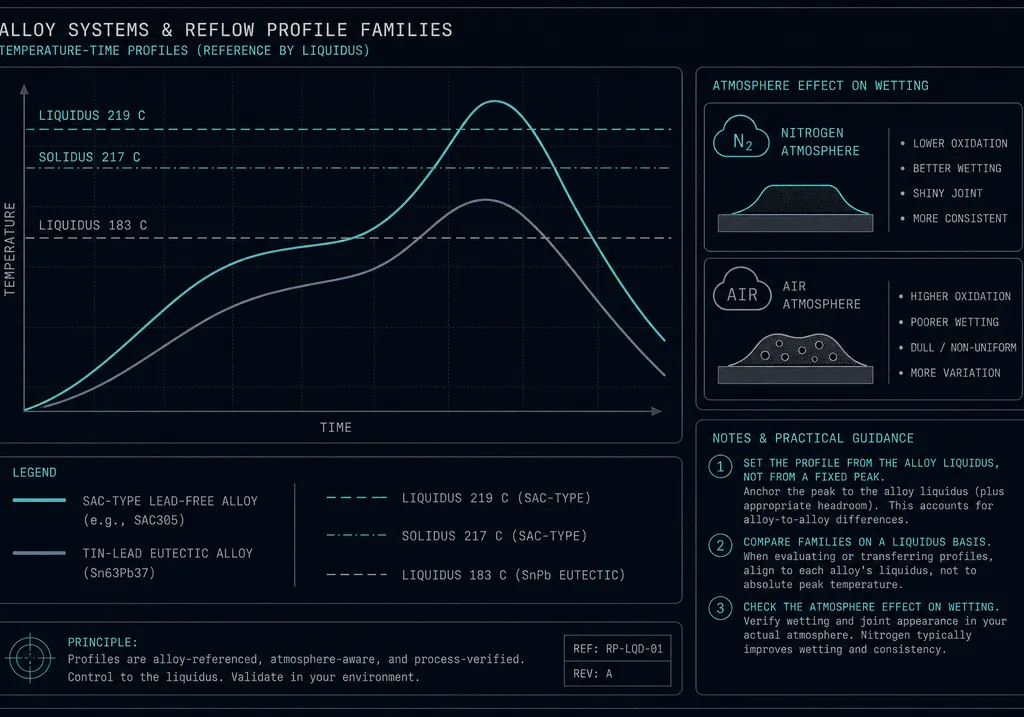 ALLOY SYSTEMS & REFLOW PROFILE FAMILIES
TEMPERATURE-TIME PROFILES (REFERENCE BY LIQUIDUS)
LIQUIDUS 219 C
SOLIDUS 217 C
LIQUIDUS 183 C
TEMPERATURE
TIME
LEGEND
SAC-TYPE LEAD-FREE ALLOY
(e.g., SAC305)
TIN-LEAD EUTECTIC ALLOY
(Sn63Pb37)
LIQUIDUS 219 C (SAC-TYPE)
SOLIDUS 217 C (SAC-TYPE)
LIQUIDUS 183 C (SnPb EUTECTIC)
PRINCIPLE:
Profiles are alloy-referenced, atmosphere-aware, and process-verified.
Control to the liquidus. Validate in your environment.
REF: RP-LQD-01
REV: A
ATMOSPHERE EFFECT ON WETTING
N₂
NITROGEN
ATMOSPHERE
• LOWER OXIDATION
• BETTER WETTING
• SHINY JOINT
• MORE CONSISTENT
AIR
AIR
ATMOSPHERE
• HIGHER OXIDATION
• POORER WETTING
• DULL / NON-UNIFORM
• MORE VARIATION
NOTES & PRACTICAL GUIDANCE
1 SET THE PROFILE FROM THE ALLOY LIQUIDUS,
NOT FROM A FIXED PEAK.
Anchor the peak to the alloy liquidus (plus
appropriate headroom). This accounts for
alloy-to-alloy differences.
2 COMPARE FAMILIES ON A LIQUIDUS BASIS.
When evaluating or transferring profiles,
align to each alloy's liquidus, not to
absolute peak temperature.
3 CHECK THE ATMOSPHERE EFFECT ON WETTING.
Verify wetting and joint appearance in your
actual atmosphere. Nitrogen typically
improves wetting and consistency.